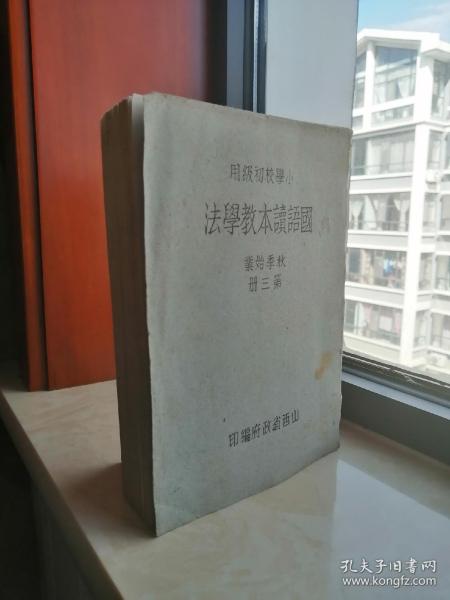 小學校初級用
國語讀本教學法
秋季始業
第三册
山西省政府編印
孔夫子旧书网
www.kongfz.com